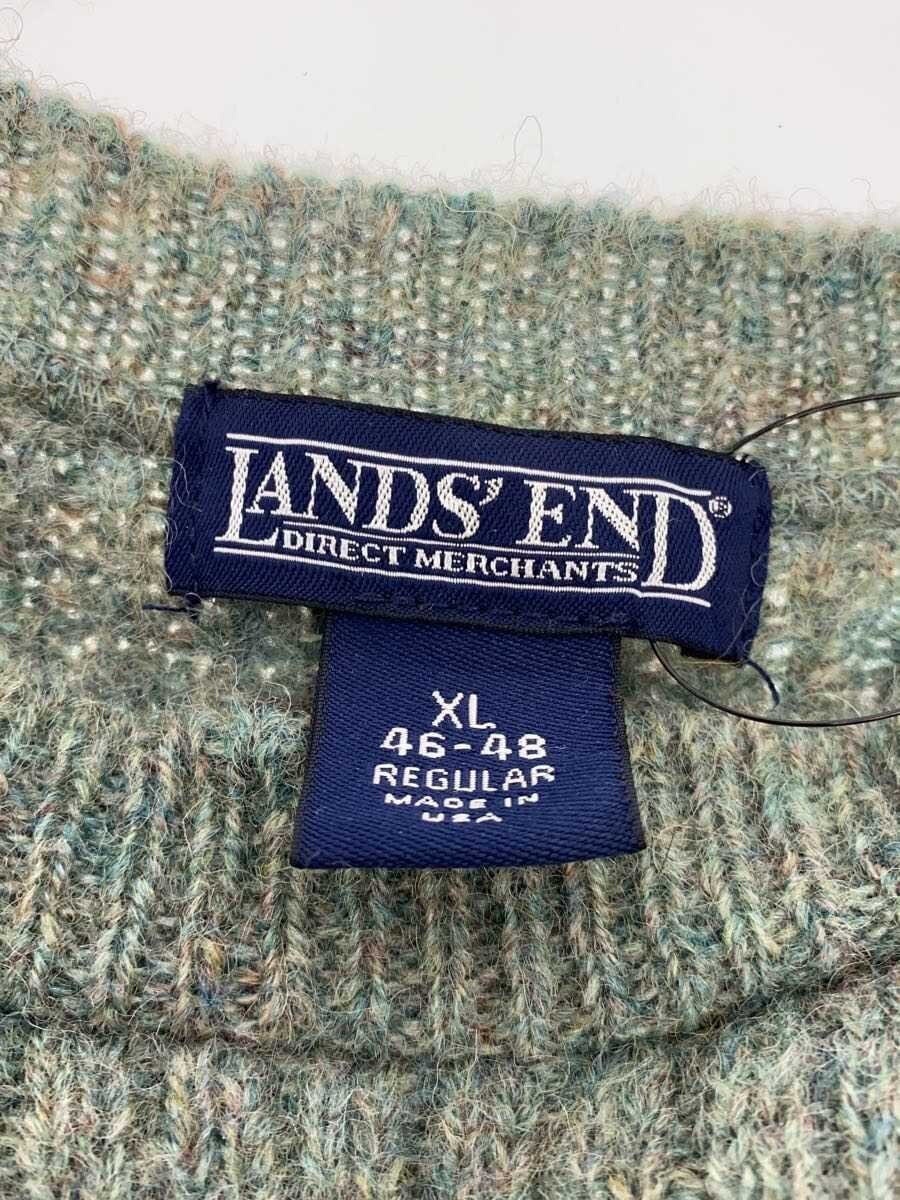 LANDS' END®
DIRECT MERCHANTS
XL
46-48
REGULAR
MADE IN
USA